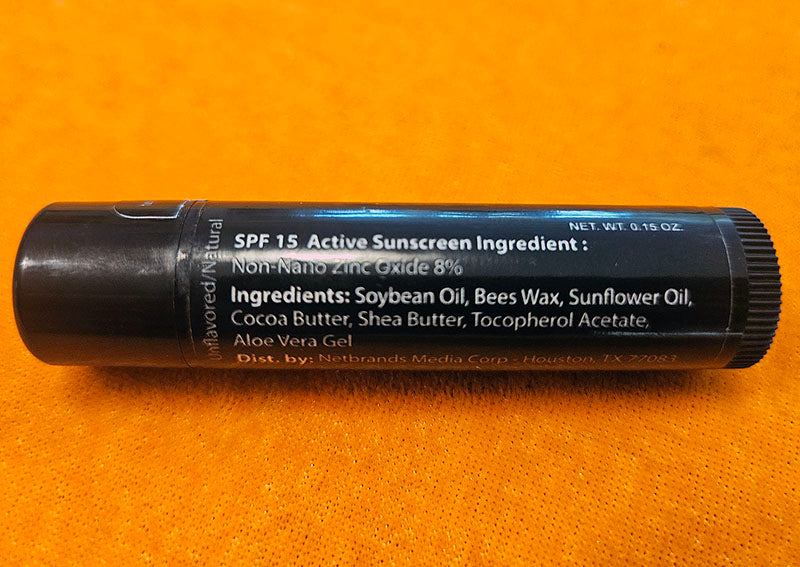 NET. WT. 0.15 OZ.
SPF 15 Active Sunscreen Ingredient :
Non-Nano Zinc Oxide 8%
Ingredients: Soybean Oil, Bees Wax, Sunflower Oil,
Cocoa Butter, Shea Butter, Tocopherol Acetate,
Aloe Vera Gel
Dist. by: Netbrands Media Corp - Houston, TX 77083
Unflavored/Natural